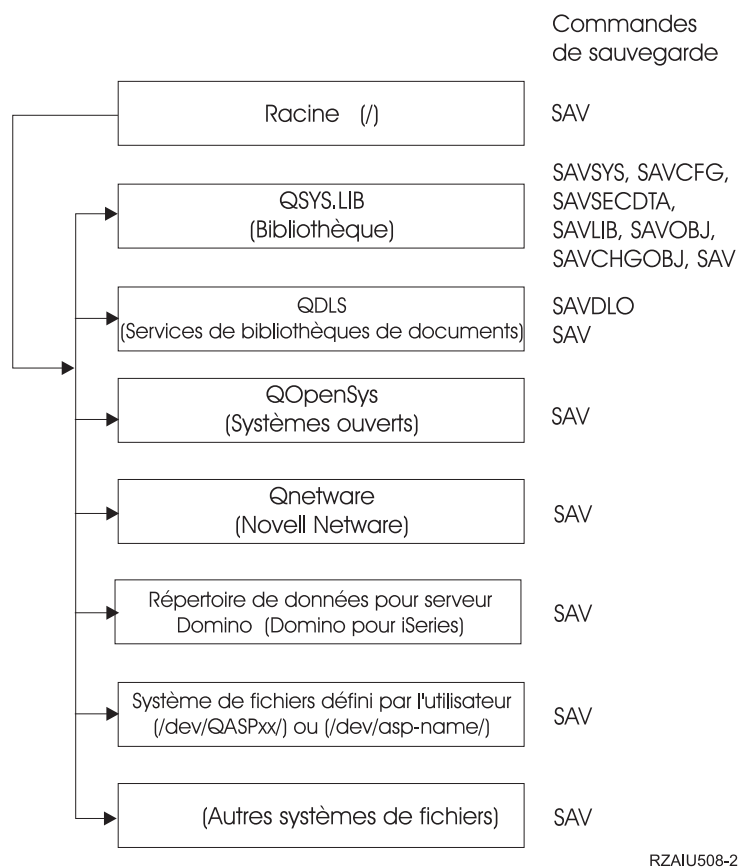 Commandes
de sauvegarde
Racine (/)
SAV
QSYS.LIB
(Bibliothèque)
SAVSYS, SAVCFG,
SAVSECDTA,
SAVLIB, SAVOBJ,
SAVCHGOBJ, SAV
QDLS
(Services de bibliothèques de documents)
SAVDLO
SAV
QOpenSys
(Systèmes ouverts)
SAV
Qnetware
(Novell Netware)
SAV
Répertoire de données pour serveur
Domino (Domino pour iSeries)
SAV
Système de fichiers défini par l'utilisateur
(/dev/QASPxx/) ou (/dev/asp-name/)
SAV
(Autres systèmes de fichiers)
SAV
RZAIU508-2